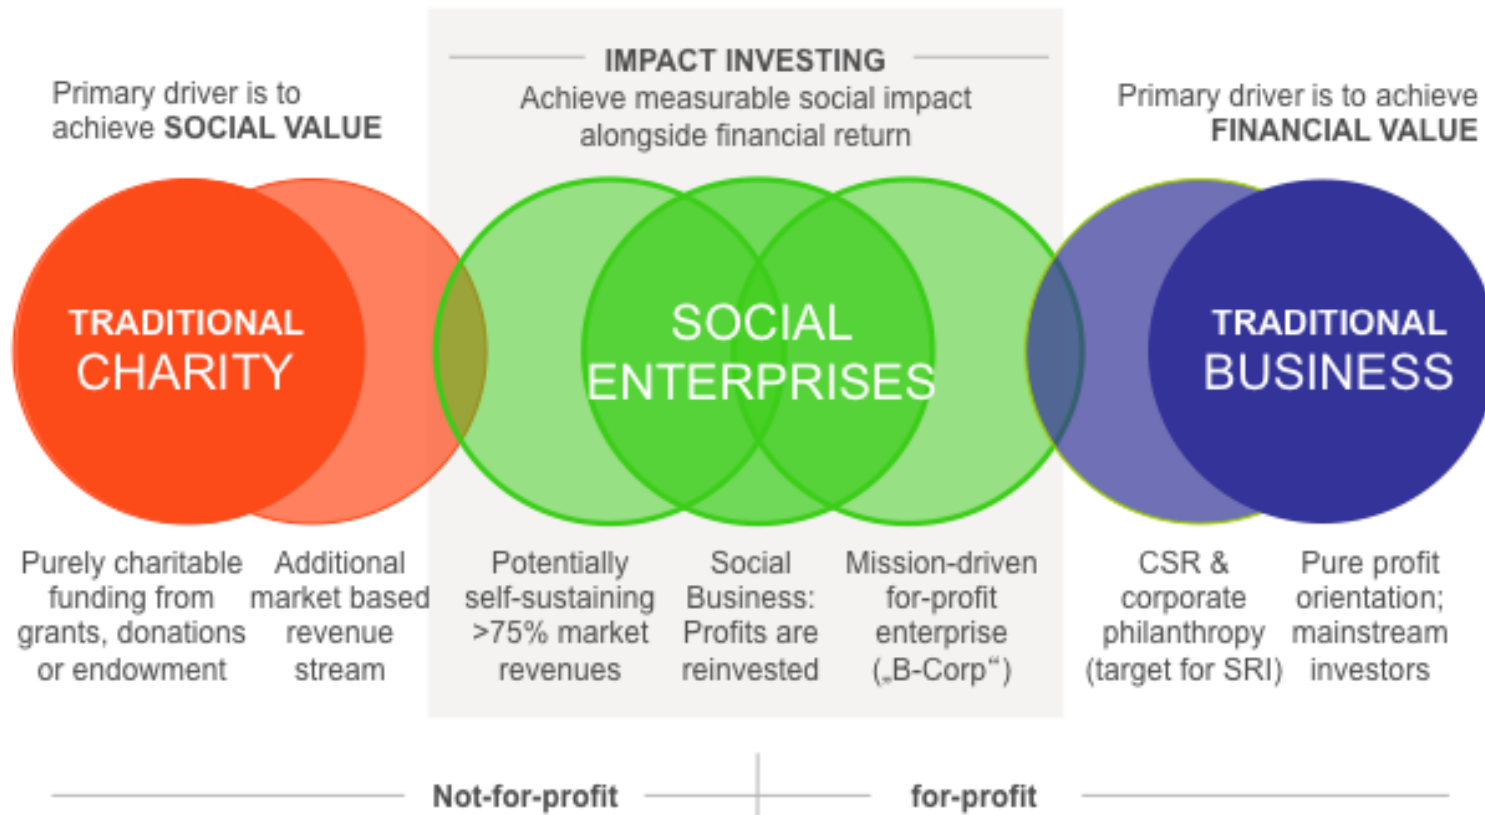 IMPACT INVESTING
Achieve measurable social impact
alongside financial return
Primary driver is to
achieve SOCIAL VALUE
Primary driver is to achieve
FINANCIAL VALUE
TRADITIONAL
CHARITY
SOCIAL
ENTERPRISES
TRADITIONAL
BUSINESS
Purely charitable
funding from
grants, donations
or endowment
Additional
market based
revenue
stream
Potentially
self-sustaining
>75% market
revenues
Social
Business:
Profits are
reinvested
Mission-driven
for-profit
enterprise
(„B-Corp“)
CSR &
corporate
philanthropy
(target for SRI)
Pure profit
orientation;
mainstream
investors
Not-for-profit
for-profit